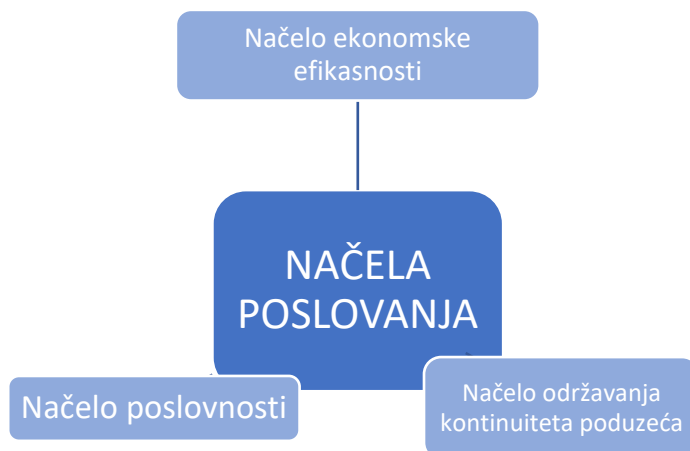 Načelo ekonomske
efikasnosti
NAČELA
POSLOVANJA
Načelo poslovnosti
Načelo održavanja
kontinuiteta poduzeća